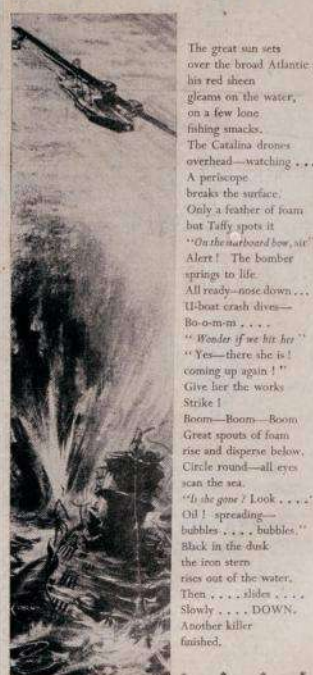 The great sun sets
over the broad Atlantic
his red sheen
gleams on the water,
on a few lone
fishing smacks.
The Catalina drones
overhead—watching . . .
A periscope
breaks the surface.
Only a feather of foam
but Taffy spots it
"On the starboard bow, sir"
Alert ! The bomber
springs to life.
All ready—nose down . . .
U-boat crash dives—
Bo-o-m-m . . . .
" Wonder if we hit her "
" Yes—there she is !
coming up again ! "
Give her the works
Strike !
Boom—Boom—Boom
Great spouts of foam
rise and disperse below.
Circle round—all eyes
scan the sea.
"Is she gone ? Look . . . .
Oil ! spreading—
bubbles . . . . bubbles."
Black in the dusk
the iron stern
rises out of the water.
Then . . . . slides . . . .
Slowly . . . . DOWN.
Another killer
finished.